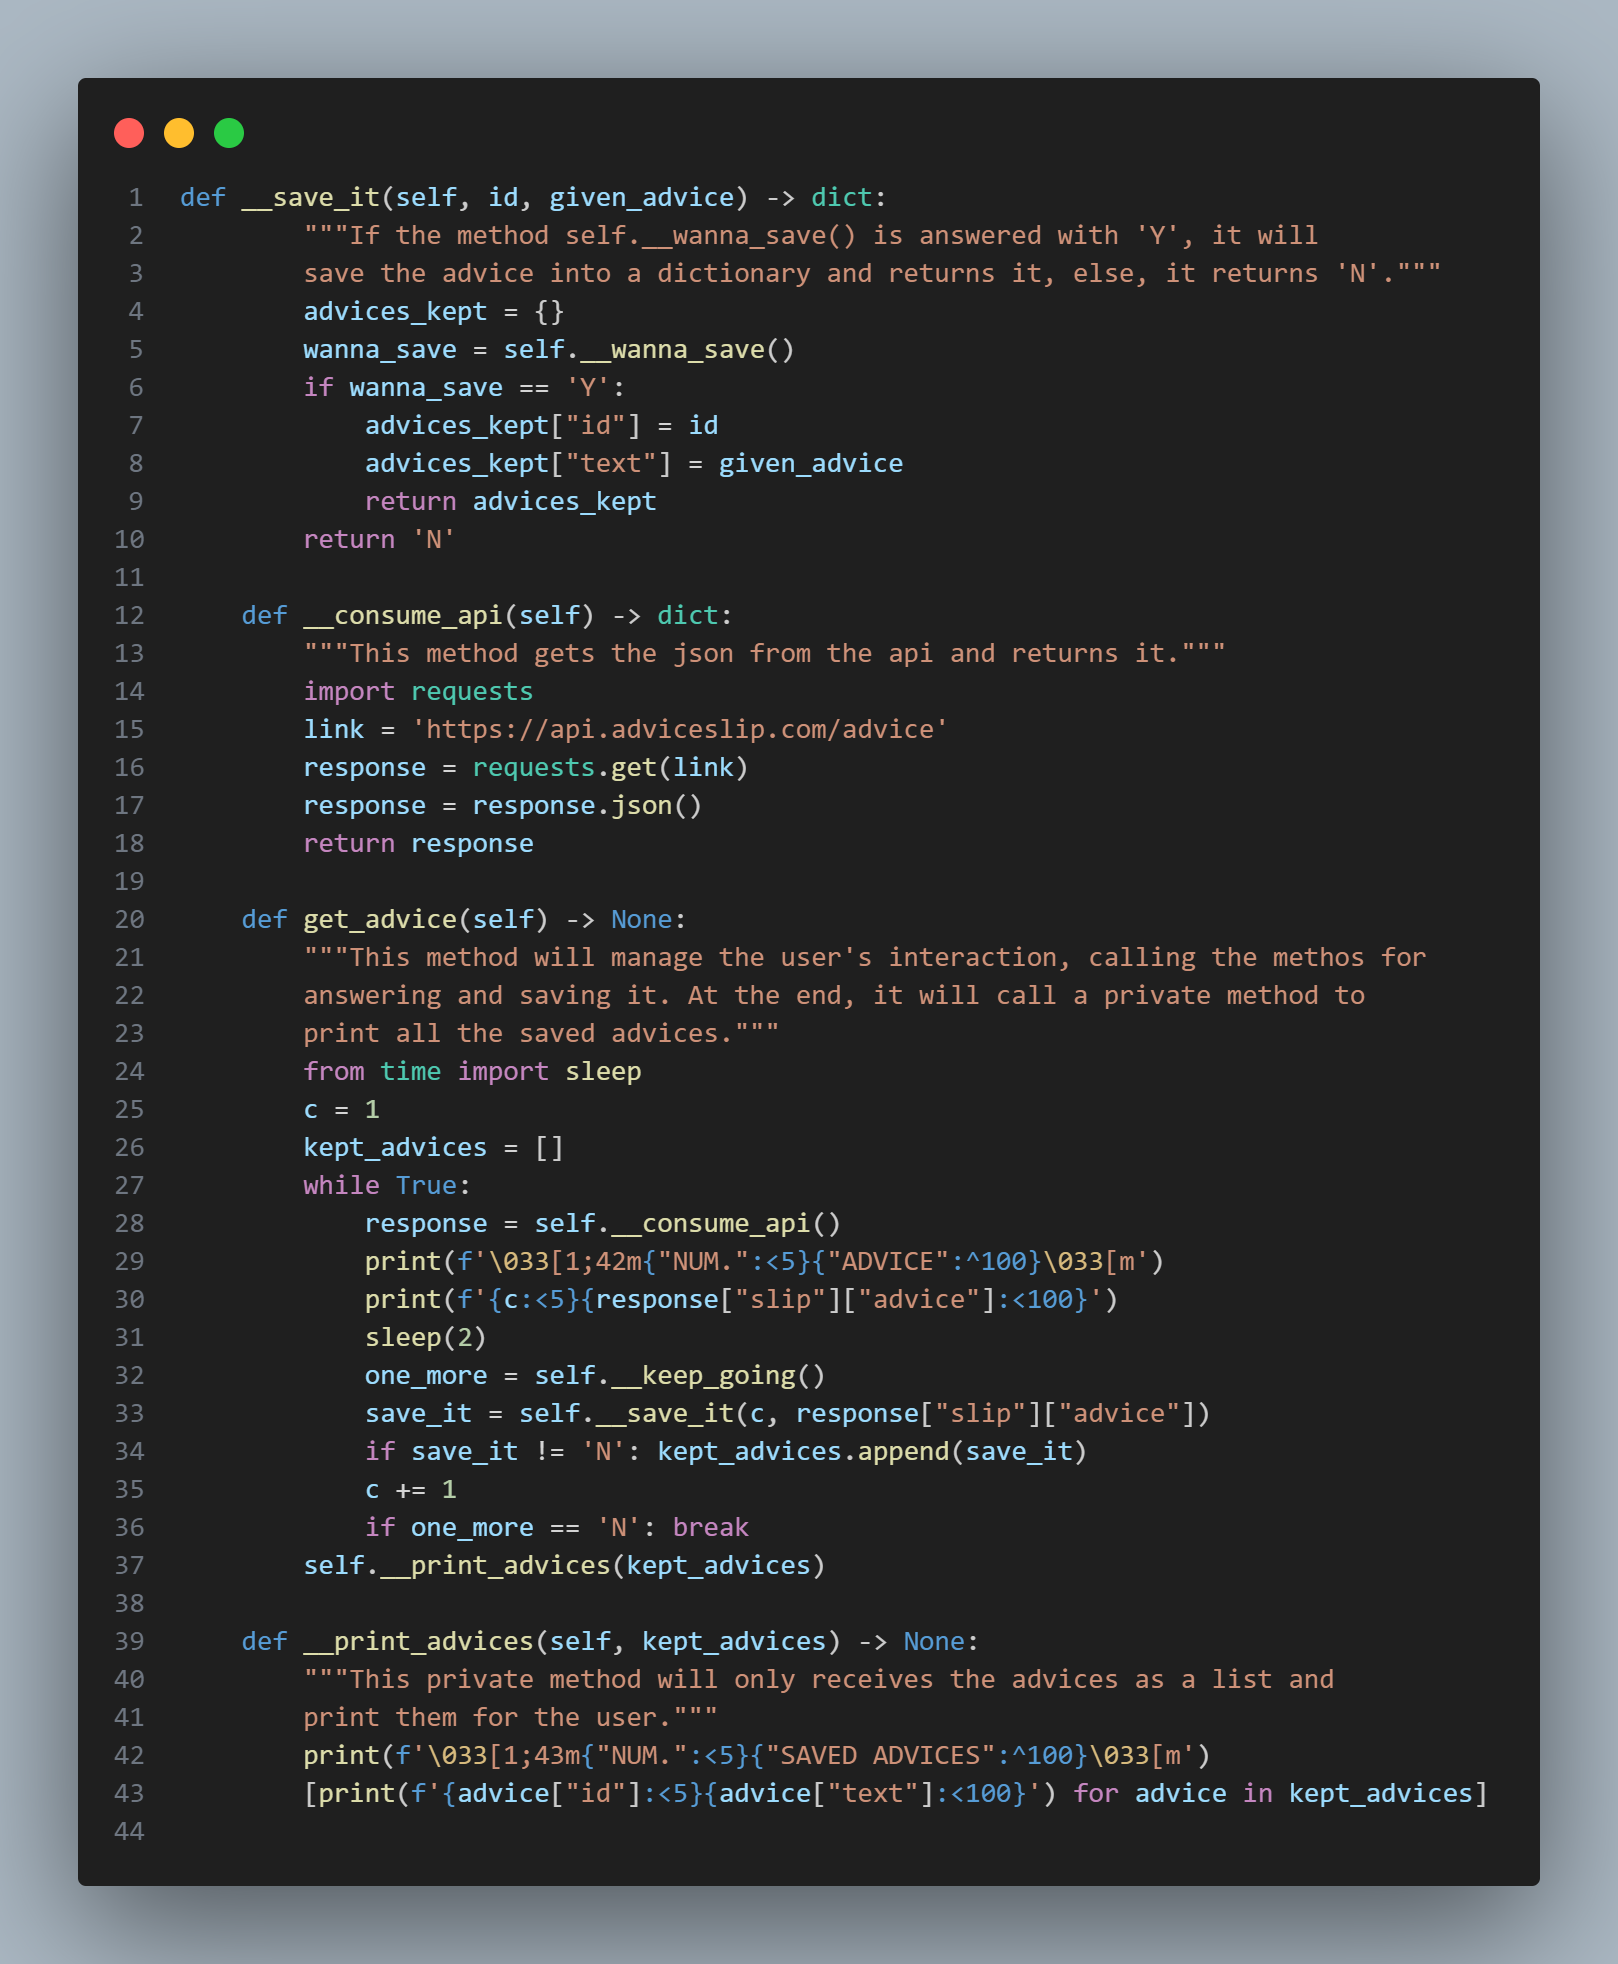 1 def __save_it(self, id, given_advice) -> dict:
2         """If the method self.__wanna_save() is answered with 'Y', it will
3         save the advice into a dictionary and returns it, else, it returns 'N'."""
4         advices_kept = {}
5         wanna_save = self.__wanna_save()
6         if wanna_save == 'Y':
7             advices_kept["id"] = id
8             advices_kept["text"] = given_advice
9             return advices_kept
10         return 'N'
11
12     def __consume_api(self) -> dict:
13         """This method gets the json from the api and returns it."""
14         import requests
15         link = 'https://api.adviceslip.com/advice'
16         response = requests.get(link)
17         response = response.json()
18         return response
19
20     def get_advice(self) -> None:
21         """This method will manage the user's interaction, calling the methos for
22         answering and saving it. At the end, it will call a private method to
23         print all the saved advices."""
24         from time import sleep
25         c = 1
26         kept_advices = []
27         while True:
28             response = self.__consume_api()
29             print(f'\033[1;42m{"NUM.":<5}{"ADVICE":^100}\033[m')
30             print(f'{c:<5}{response["slip"]["advice"]:<100}')
31             sleep(2)
32             one_more = self.__keep_going()
33             save_it = self.__save_it(c, response["slip"]["advice"])
34             if save_it != 'N': kept_advices.append(save_it)
35             c += 1
36             if one_more == 'N': break
37         self.__print_advices(kept_advices)
38
39     def __print_advices(self, kept_advices) -> None:
40         """This private method will only receives the advices as a list and
41         print them for the user."""
42         print(f'\033[1;43m{"NUM.":<5}{"SAVED ADVICES":^100}\033[m')
43         [print(f'{advice["id"]:<5}{advice["text"]:<100}') for advice in kept_advices]
44